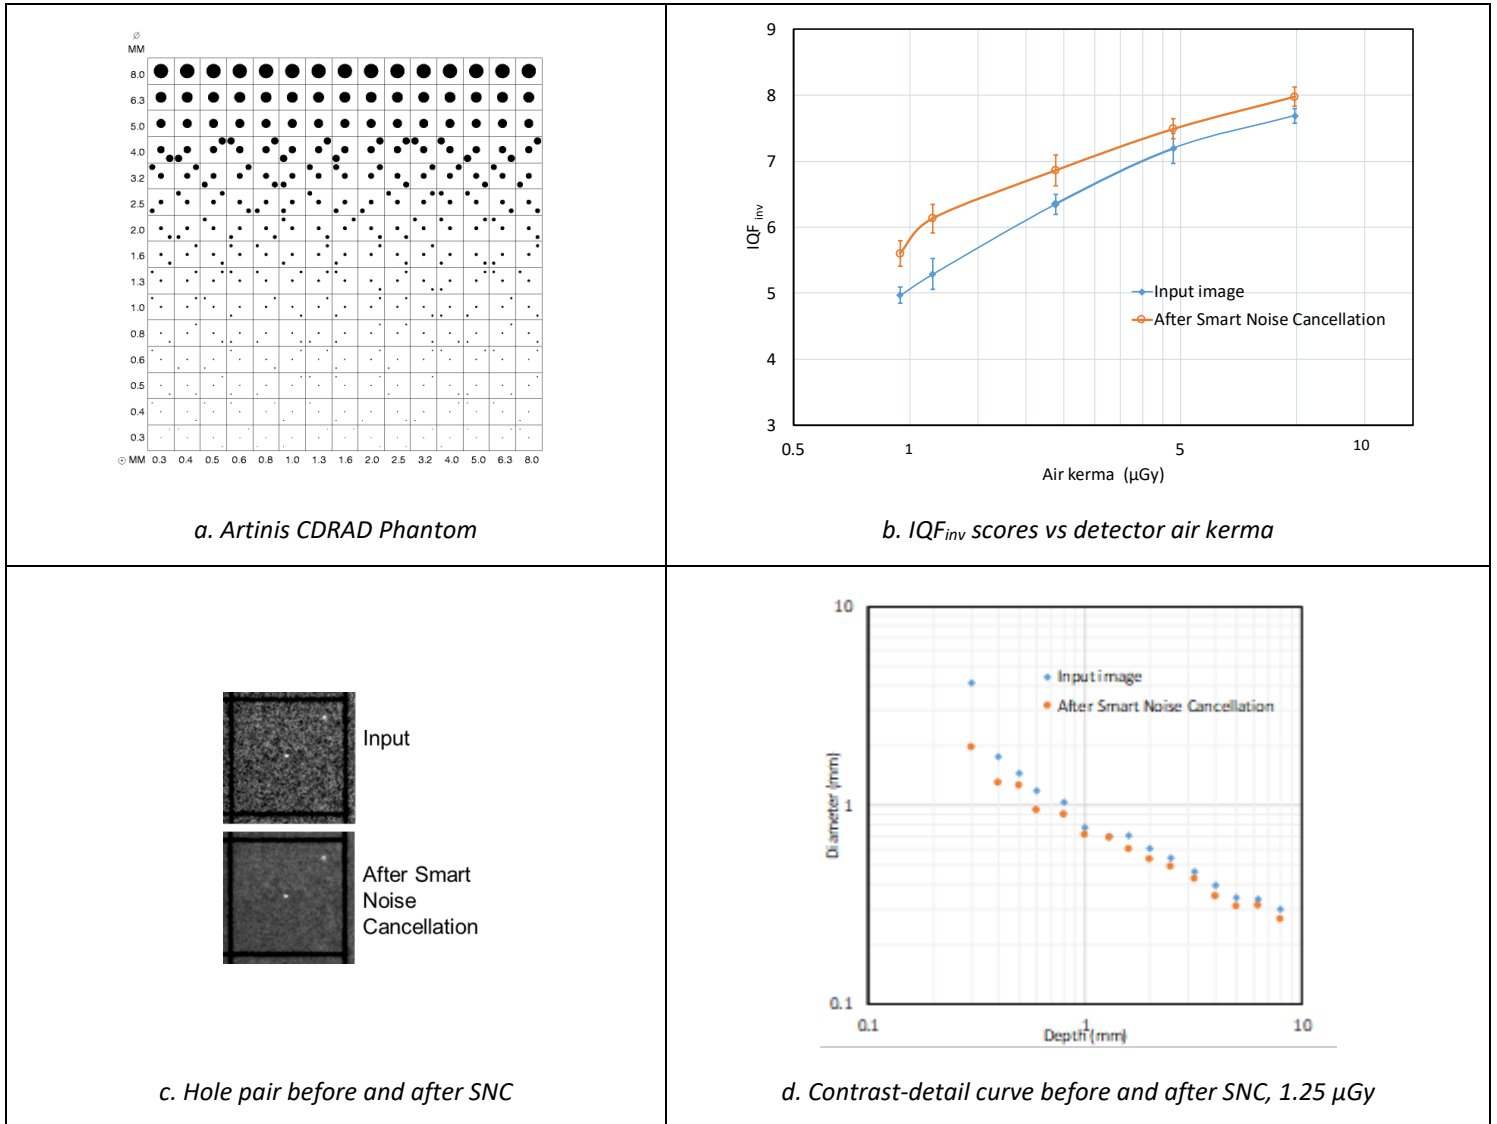 Ø
MM
8.0
6.3
5.0
4.0
3.2
2.5
2.0
1.6
1.3
1.0
0.8
0.6
0.5
0.4
0.3
⊙ MM 0.3 0.4 0.5 0.6 0.8 1.0 1.3 1.6 2.0 2.5 3.2 4.0 5.0 6.3 8.0
a. Artinis CDRAD Phantom
9
8
7
6
5
4
3
IQF inv
Input image
After Smart Noise Cancellation
0.5 1 5 10
Air kerma (µGy)
b. IQFinv scores vs detector air kerma
Input
After Smart
Noise
Cancellation
c. Hole pair before and after SNC
10
1
0.1
Diameter (mm)
Input image
After Smart Noise Cancellation
0.1 1 10
Depth (mm)
d. Contrast-detail curve before and after SNC, 1.25 µGy